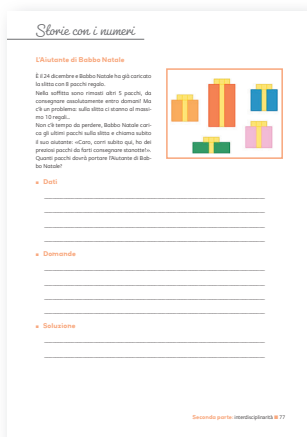 Storie con i numeri
L'Aiutante di Babbo Natale
È il 24 dicembre e Babbo Natale ha già caricato
la slitta con 8 pacchi regalo.
Nella soffitta sono rimasti altri 5 pacchi, da
consegnare assolutamente entro domani! Ma
c'è un problema: sulla slitta ci stanno al massi-
mo 10 regali...
Non c'è tempo da perdere, Babbo Natale cari-
ca gli ultimi pacchi sulla slitta e chiama subito
il suo aiutante: «Caro, corri subito qui, ho dei
preziosi pacchi da farti consegnare stanotte!».
Quanti pacchi dovrà portare l'Aiutante di Bab-
bo Natale?
Dati
Domande
Soluzione
Seconda parte: interdisciplinarità 77